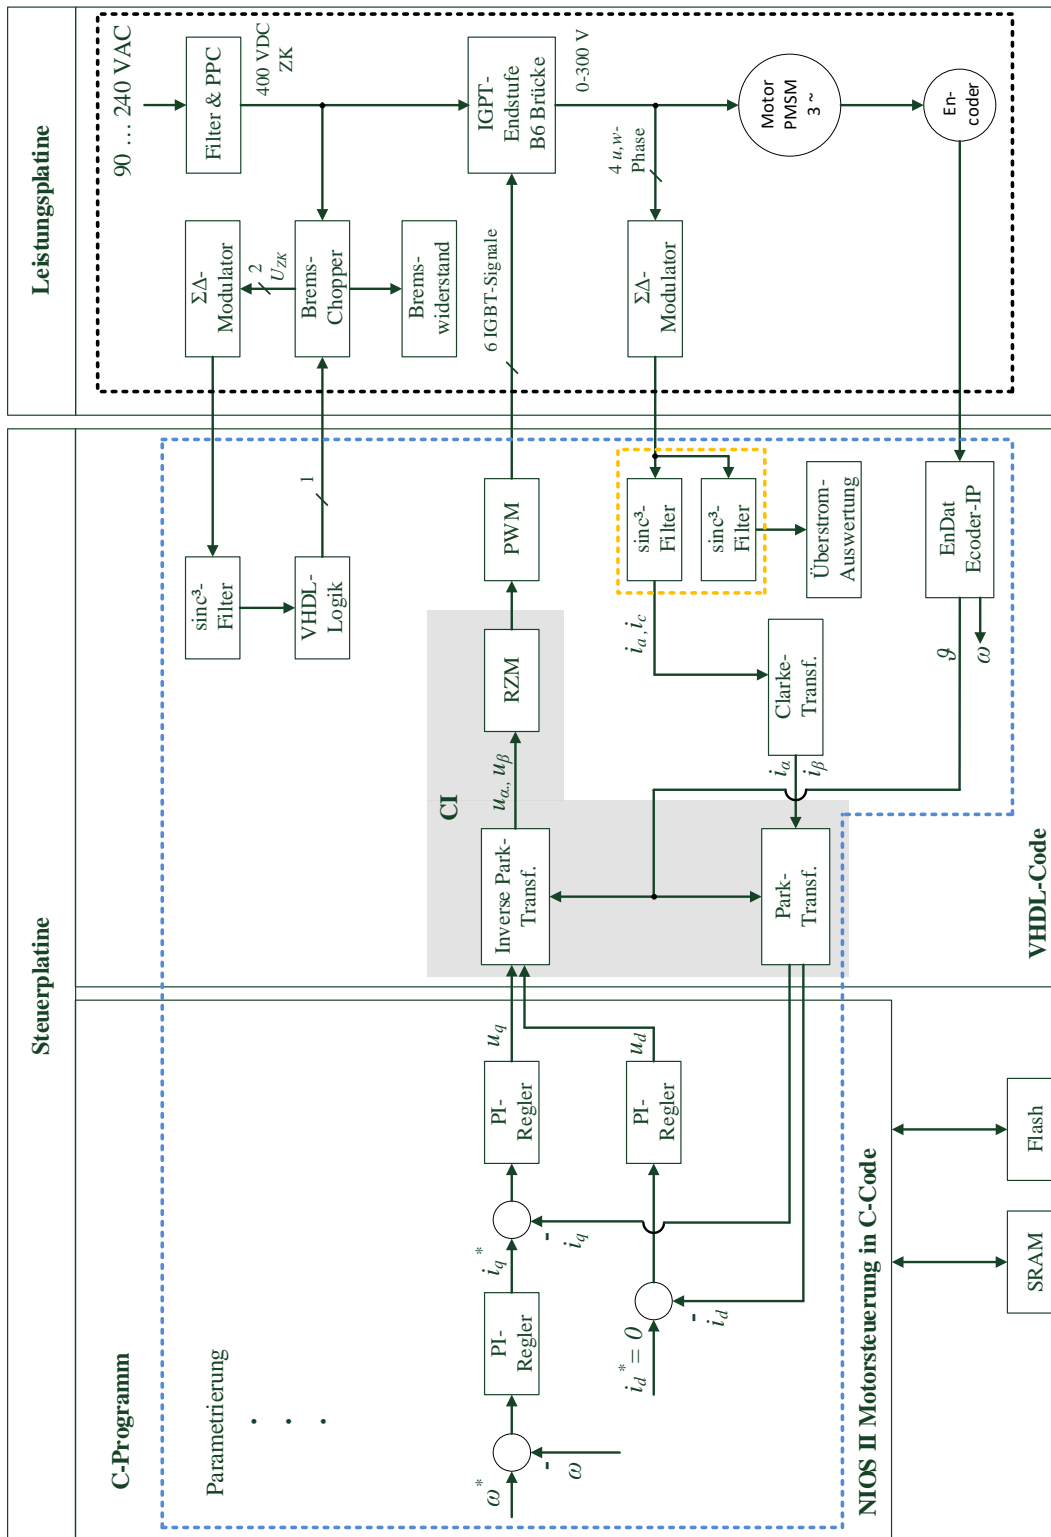 Steuerplatine
Leistungsplatine
C-Programm
Parametrierung
. . .
ω*
-
ω
PI-
Regler
i_q*
-
i_q
PI-
Regler
u_q
i_d* = 0
-
i_d
PI-
Regler
u_d
NIOS II Motorsteuerung in C-Code
SRAM
Flash
VHDL-Code
CI
Inverse Park-
Transf.
u_α, u_β
RZM
PWM
Park-
Transf.
i_α
i_β
Clarke-
Transf.
i_a, i_c
sinc³-
Filter
sinc³-
Filter
Überstrom-
Auswertung
EnDat
Ecoder-IP
ϑ
ω
sinc³-
Filter
VHDL-
Logik
1
ΣΔ-
Modulator
2
U_ZK
Brems-
Chopper
Brems-
widerstand
90 … 240 VAC
Filter & PPC
400 VDC
ZK
6 IGBT-Signale
IGPT-
Endstufe
B6 Brücke
0-300 V
4 u,w-
Phase
ΣΔ-
Modulator
Motor
PMSM
3 ~
En-
coder